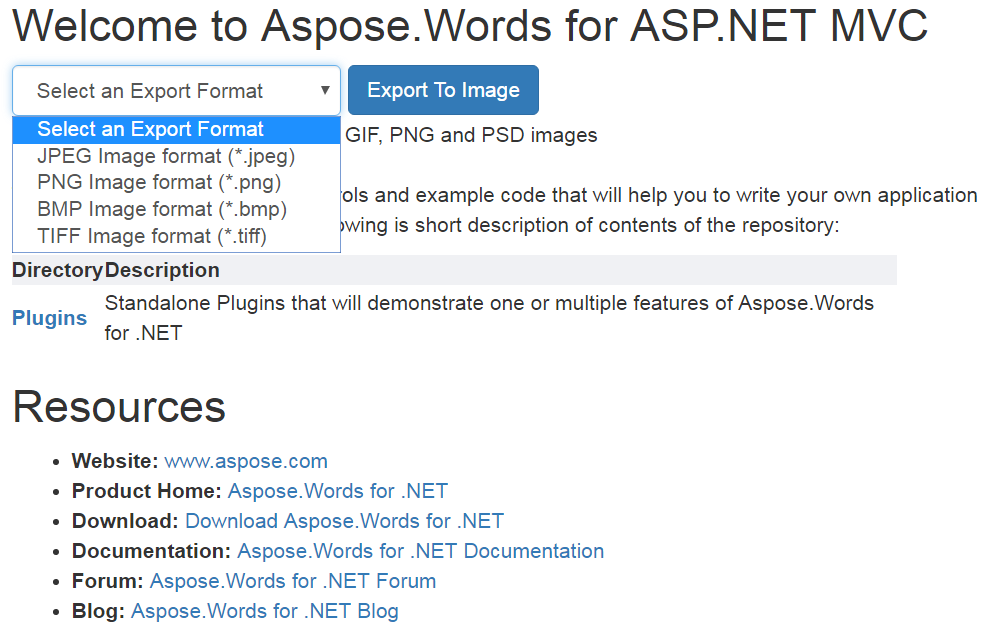 Welcome to Aspose.Words for ASP.NET MVC
Select an Export Format ▼ Export To Image
Select an Export Format
JPEG Image format (*.jpeg)
PNG Image format (*.png)
BMP Image format (*.bmp)
TIFF Image format (*.tiff)
GIF, PNG and PSD images
and example code that will help you to write your own application
is short description of contents of the repository:
Directory Description
Plugins Standalone Plugins that will demonstrate one or multiple features of Aspose.Words
for .NET
Resources
• Website: www.aspose.com
• Product Home: Aspose.Words for .NET
• Download: Download Aspose.Words for .NET
• Documentation: Aspose.Words for .NET Documentation
• Forum: Aspose.Words for .NET Forum
• Blog: Aspose.Words for .NET Blog